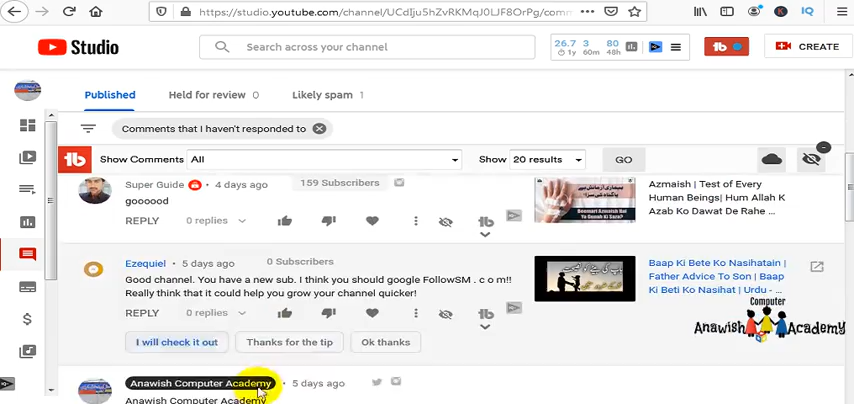 https://studio.youtube.com/channel/UCdIju5hZvRKMqJ0LJF8OrPg/comm
IQ
Studio
Search across your channel
26.7 3 80
1y 60m 48h
tb
CREATE
Published
Held for review 0
Likely spam 1
Comments that I haven't responded to
tb Show Comments All
Show 20 results
GO
Super Guide • 4 days ago 159 Subscribers
goooood
REPLY 0 replies
Azmaish | Test of Every
Human Beings| Hum Allah K
Azab Ko Dawat De Rahe ...
Ezequiel • 5 days ago 0 Subscribers
Good channel. You have a new sub. I think you should google FollowSM . c o m!!
Really think that it could help you grow your channel quicker!
REPLY 0 replies
Baap Ki Bete Ko Nasihatain |
Father Advice To Son | Baap
Ki Beti Ko Nasihat | Urdu - ...
I will check it out
Thanks for the tip
Ok thanks
Computer
Anawish Academy
Anawish Computer Academy • 5 days ago
Anawish Computer Academy